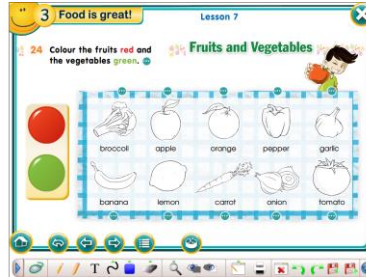 3 Food is great!
Lesson 7
24 Colour the fruits red and
the vegetables green.
Fruits and Vegetables
broccoli apple orange pepper garlic
banana lemon carrot onion tomato
T